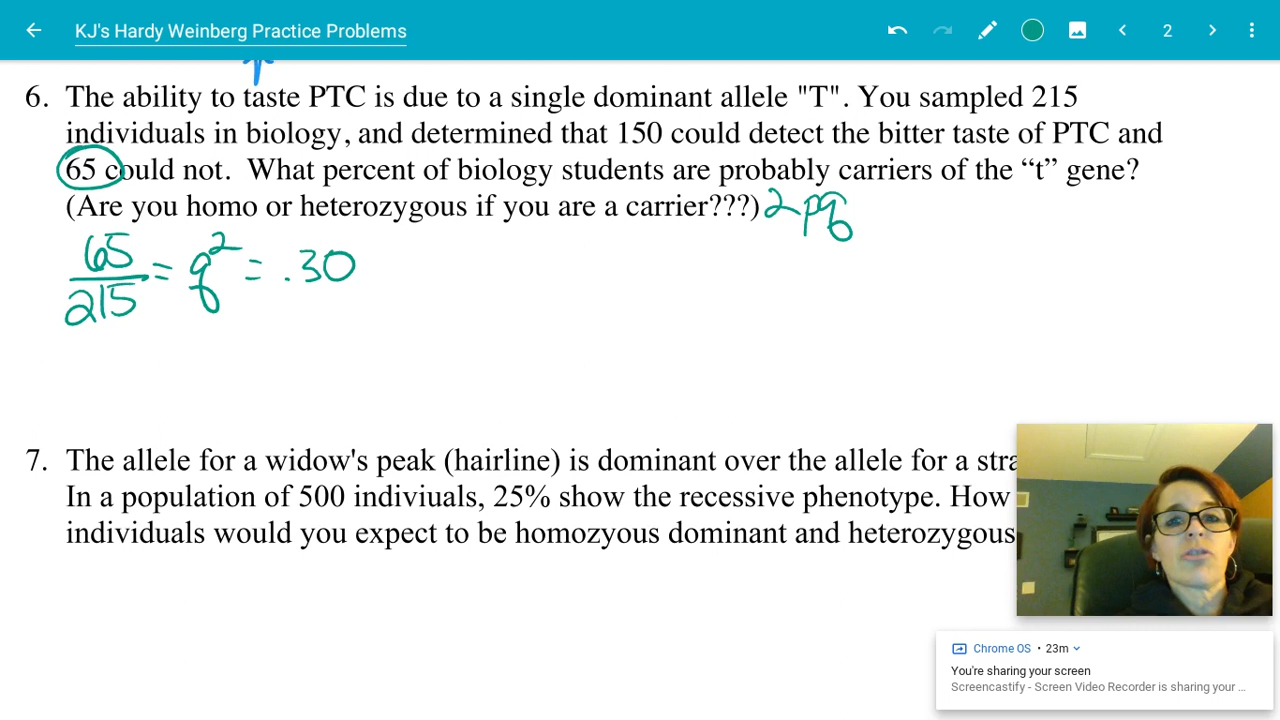 KJ's Hardy Weinberg Practice Problems
2
6. The ability to taste PTC is due to a single dominant allele "T". You sampled 215
individuals in biology, and determined that 150 could detect the bitter taste of PTC and
65 could not. What percent of biology students are probably carriers of the “t” gene?
(Are you homo or heterozygous if you are a carrier???) 2pq
65/215 = q² = .30
7. The allele for a widow's peak (hairline) is dominant over the allele for a stra
In a population of 500 indiviuals, 25% show the recessive phenotype. How
individuals would you expect to be homozyous dominant and heterozygous
Chrome OS • 23m
You're sharing your screen
Screencastify - Screen Video Recorder is sharing your ...